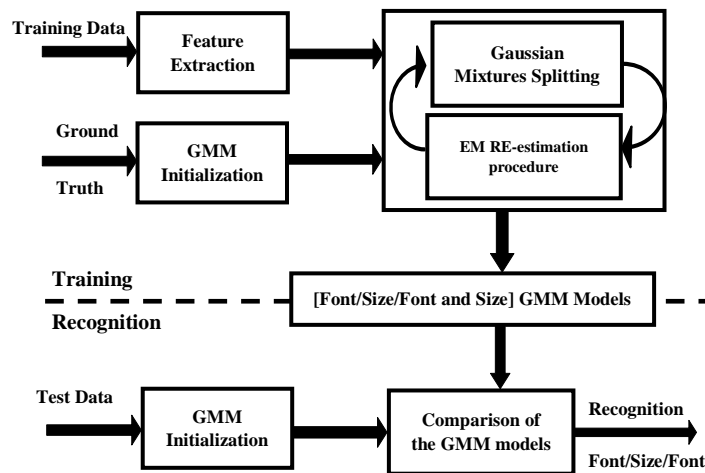 Training Data
Feature
Extraction
Gaussian
Mixtures Splitting
Ground
Truth
GMM
Initialization
EM RE-estimation
procedure
Training
[Font/Size/Font and Size] GMM Models
Recognition
Test Data
GMM
Initialization
Comparison of
the GMM models
Recognition
Font/Size/Font